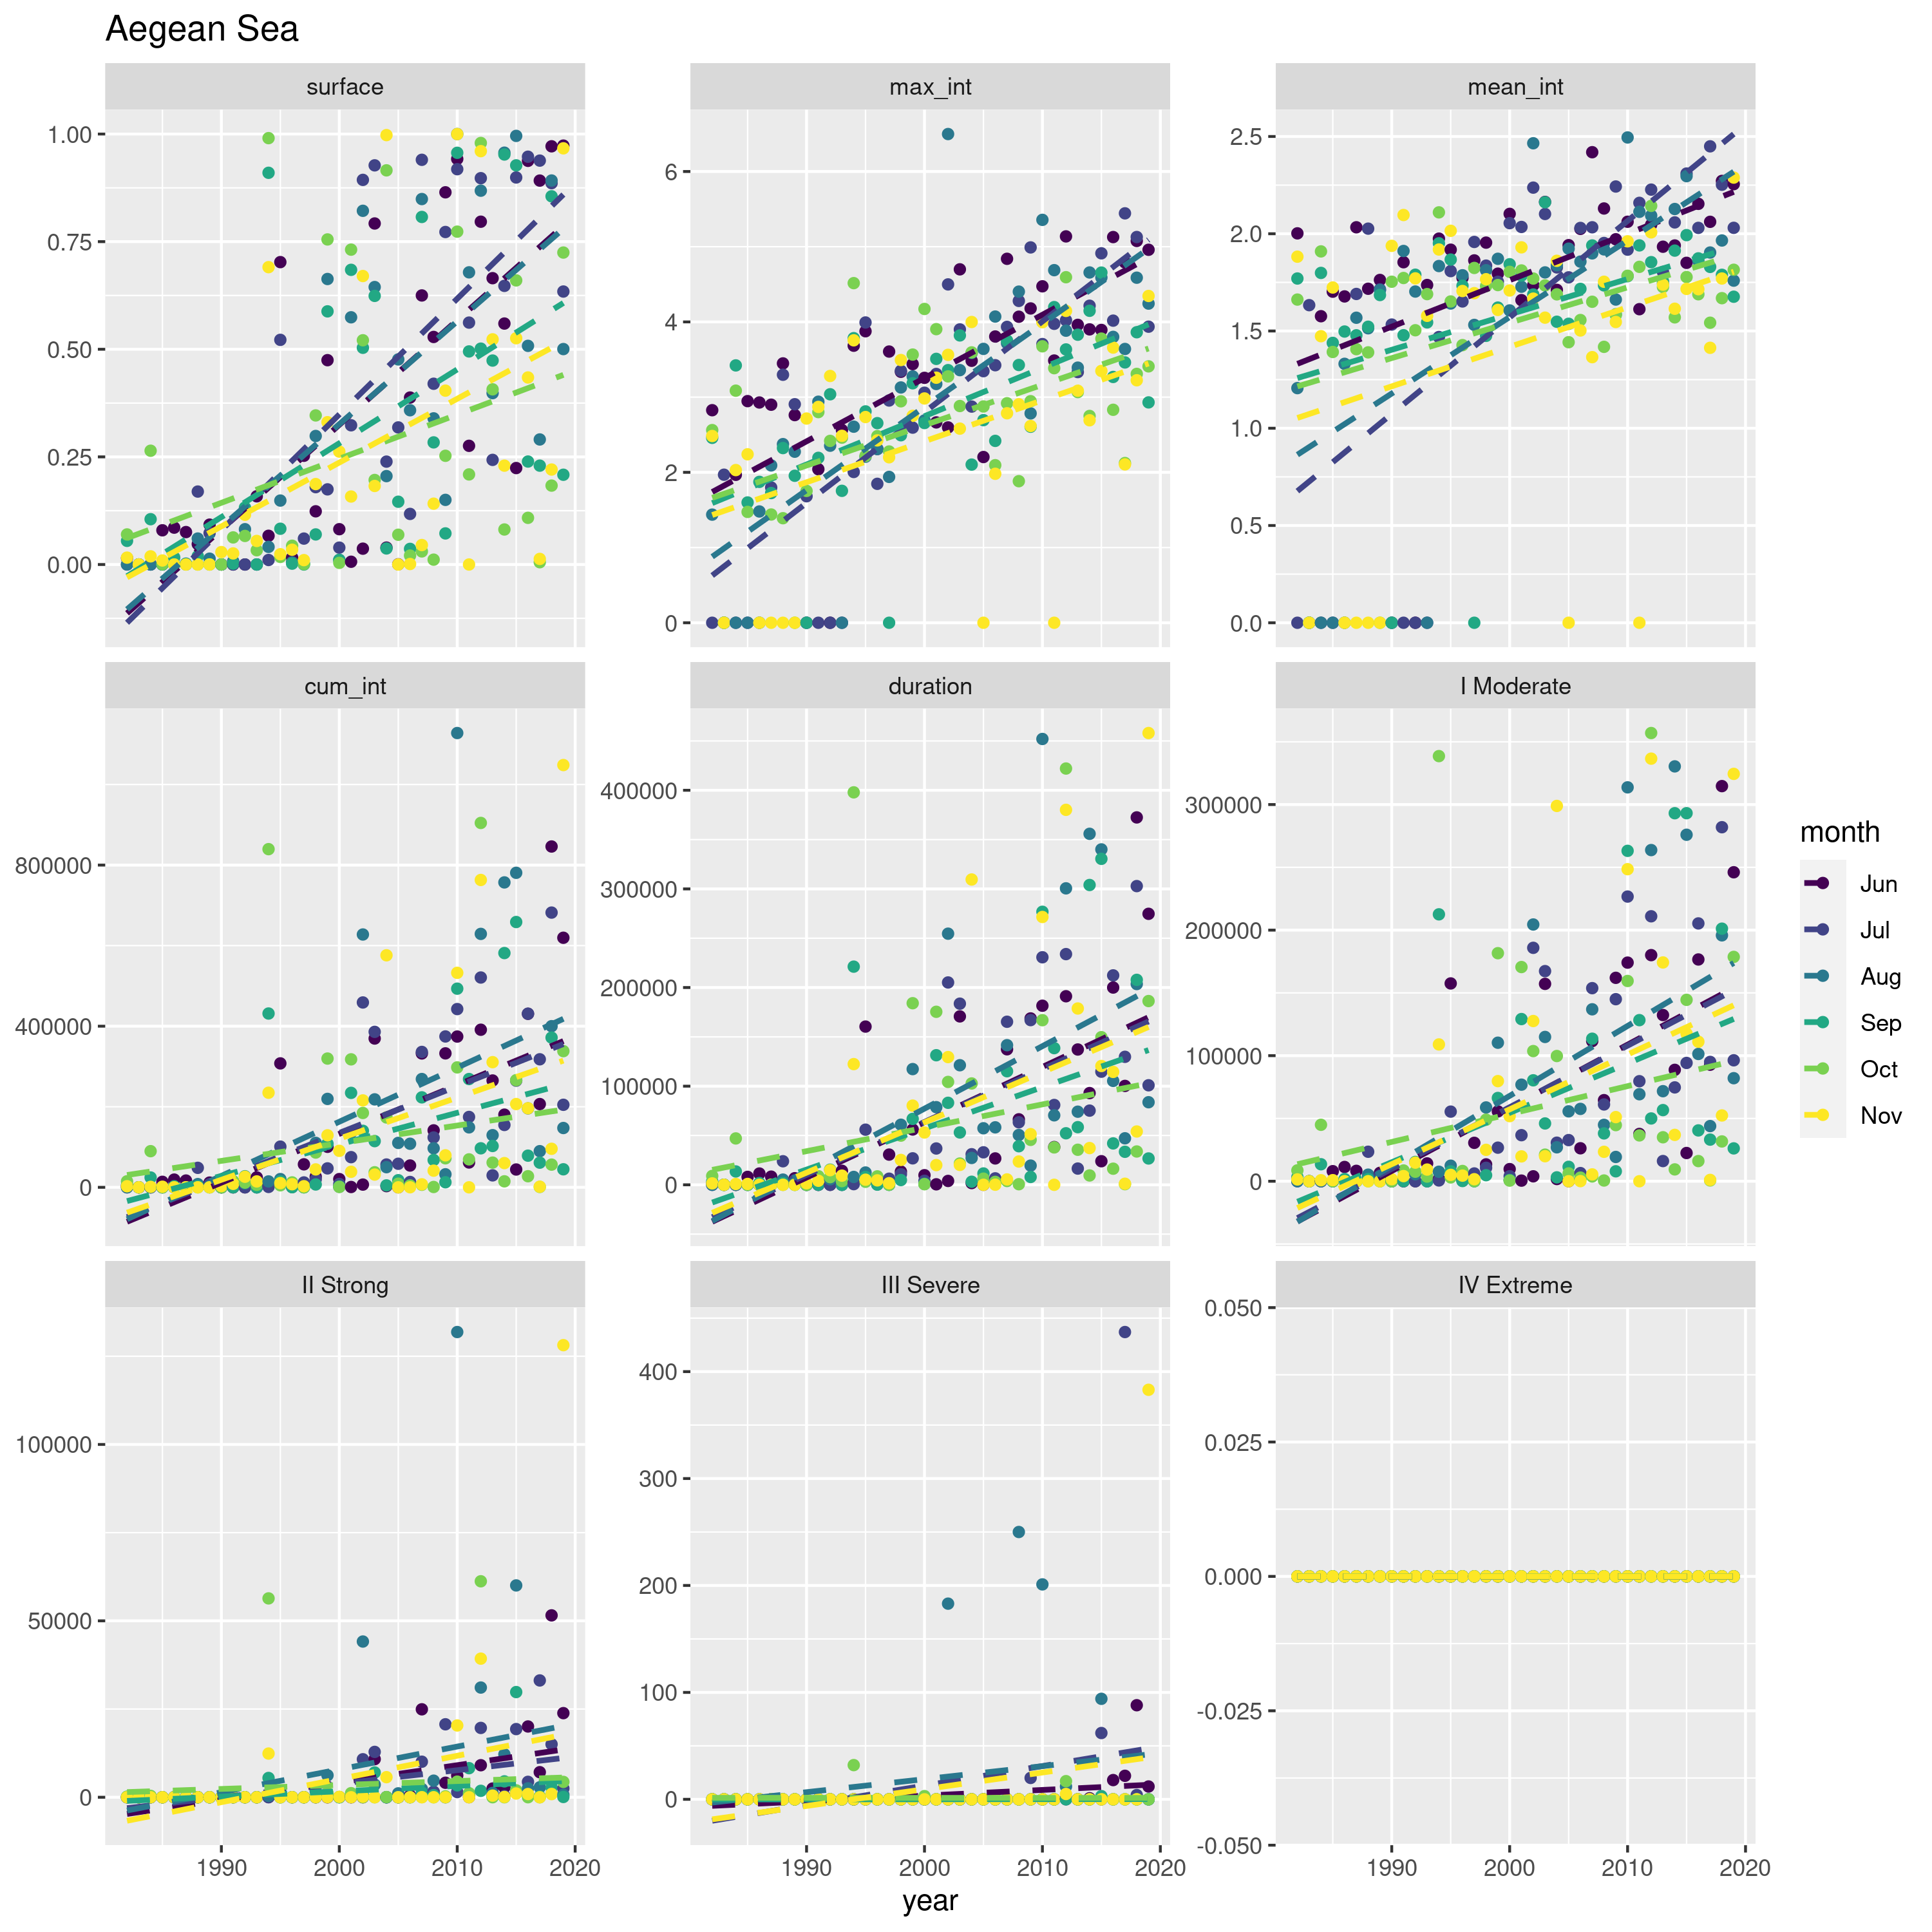 Aegean Sea
surface
max_int
mean_int
1.00
0.75
0.50
0.25
0.00
6
4
2
0
2.5
2.0
1.5
1.0
0.5
0.0
cum_int
duration
I Moderate
800000
400000
0
400000
300000
200000
100000
0
300000
200000
100000
0
II Strong
III Severe
IV Extreme
100000
50000
0
400
300
200
100
0
0.050
0.025
0.000
-0.025
-0.050
1990 2000 2010 2020
1990 2000 2010 2020
1990 2000 2010 2020
year
month
Jun
Jul
Aug
Sep
Oct
Nov